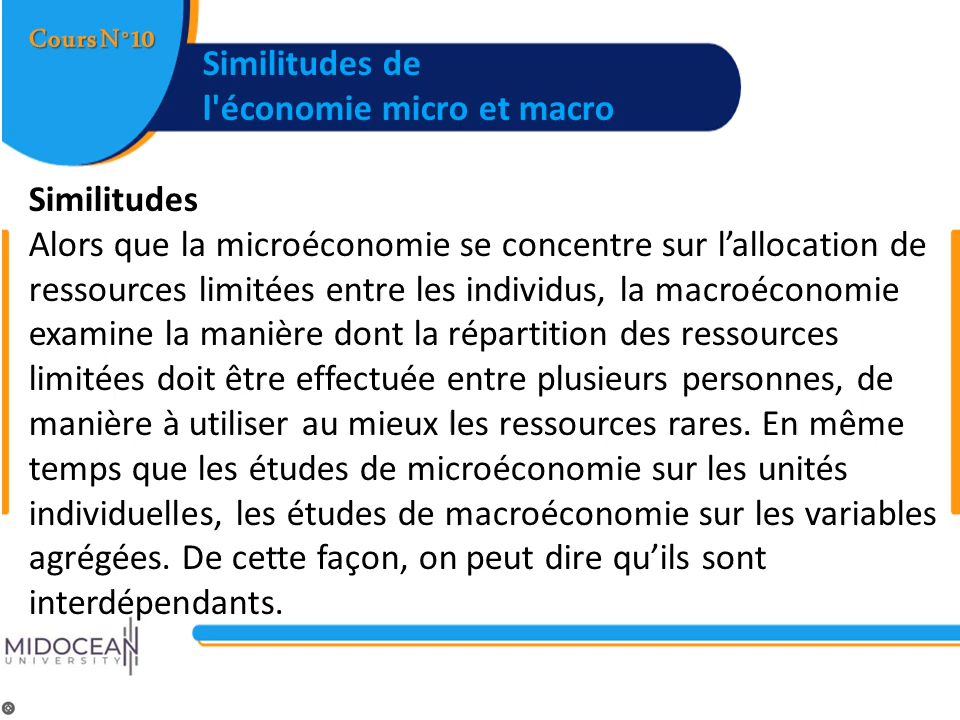 Cours N°10
Similitudes de
l'économie micro et macro
Similitudes
Alors que la microéconomie se concentre sur l’allocation de
ressources limitées entre les individus, la macroéconomie
examine la manière dont la répartition des ressources
limitées doit être effectuée entre plusieurs personnes, de
manière à utiliser au mieux les ressources rares. En même
temps que les études de microéconomie sur les unités
individuelles, les études de macroéconomie sur les variables
agrégées. De cette façon, on peut dire qu’ils sont
interdépendants.
MIDOCEAN
UNIVERSITY